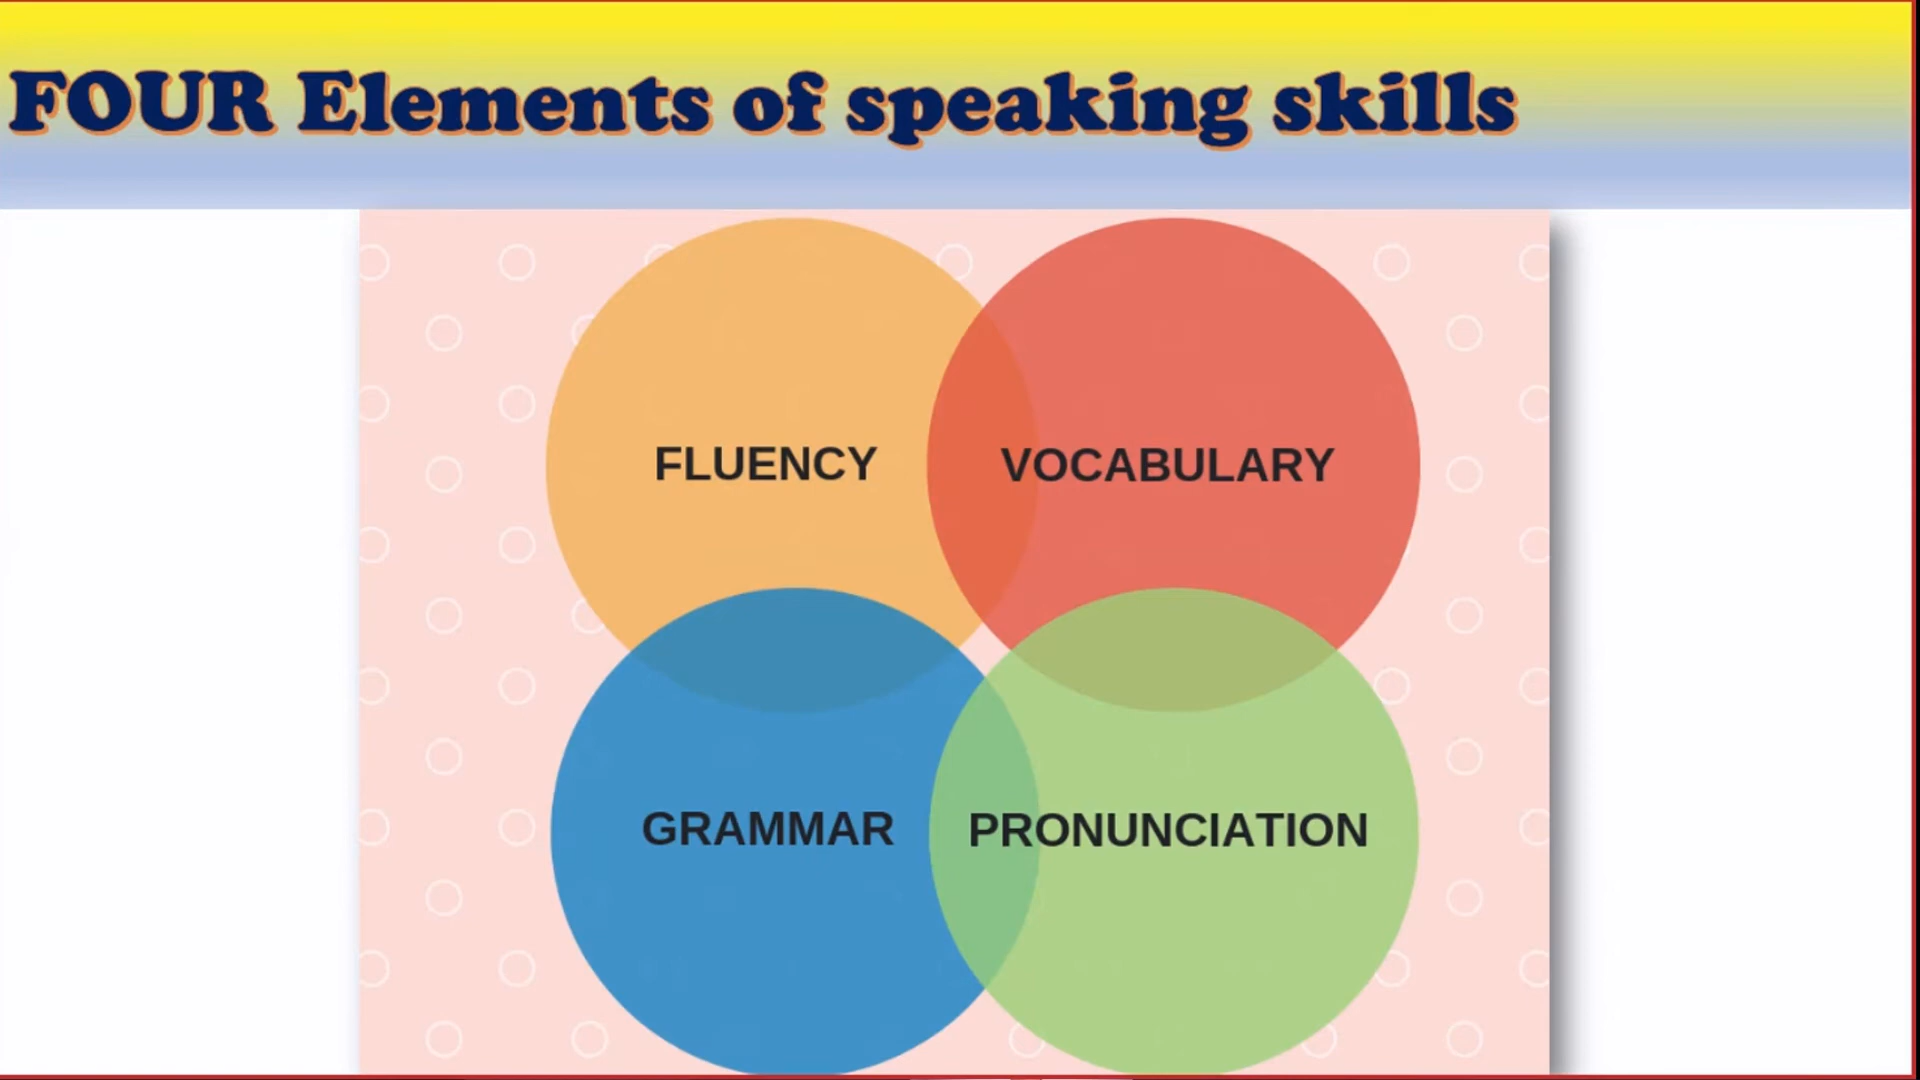 FOUR Elements of speaking skills
FLUENCY
VOCABULARY
GRAMMAR
PRONUNCIATION